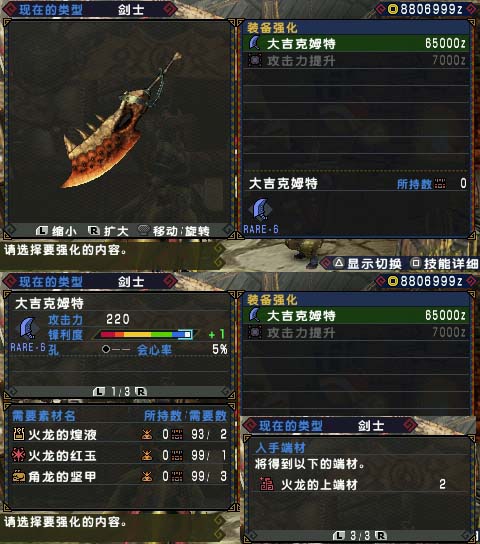 现在的类型 剑士
8806999z
装备强化
大吉克姆特 65000z
攻击力提升 7000z
大吉克姆特 所持数 0
RARE-6
L 缩小 R 扩大 移动/旋转
请选择要强化的内容。
△显示切换 □技能详细
现在的类型 剑士
8806999z
大吉克姆特
攻击力 220
锋利度 +1
RARE-6
孔 ●-- 会心率 5%
L 1/3 R
装备强化
大吉克姆特 65000z
攻击力提升 7000z
需要素材名 所持数/需要数
火龙的煌液 0 93/ 2
火龙的红玉 0 99/ 1
角龙的坚甲 0 99/ 3
请选择要强化的内容。
现在的类型 剑士
入手端材
将得到以下的端材。
火龙的上端材 2
L 3/3 R